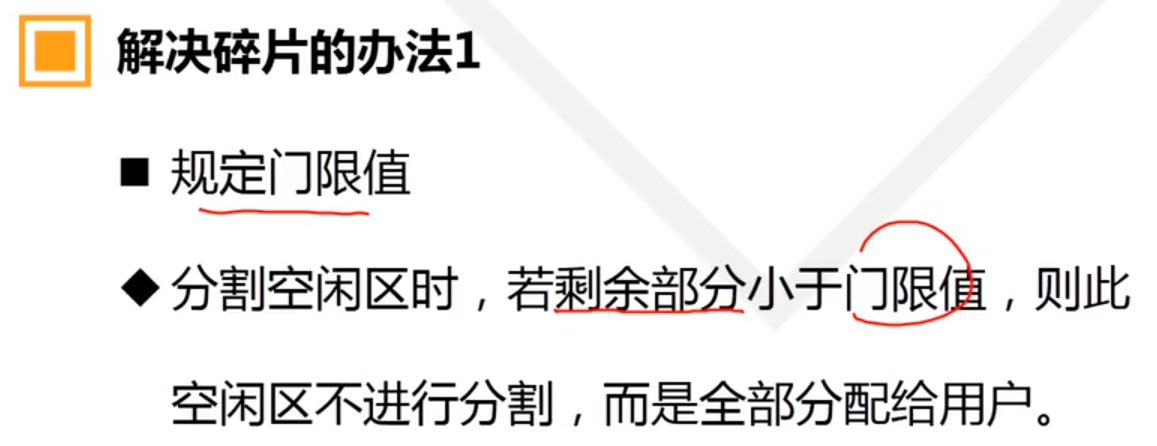 解决碎片的办法1
■ 规定门限值
◆ 分割空闲区时，若剩余部分小于门限值，则此
空闲区不进行分割，而是全部分配给用户。